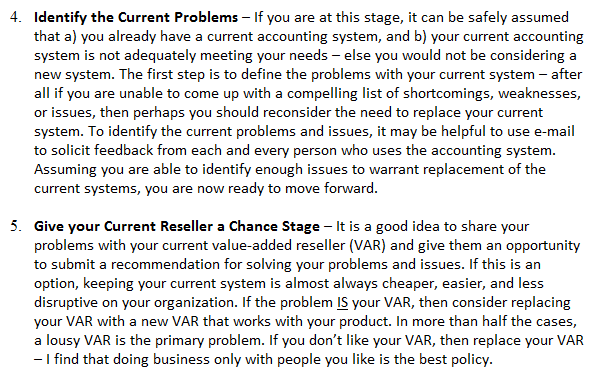 4. Identify the Current Problems – If you are at this stage, it can be safely assumed
that a) you already have a current accounting system, and b) your current accounting
system is not adequately meeting your needs – else you would not be considering a
new system. The first step is to define the problems with your current system – after
all if you are unable to come up with a compelling list of shortcomings, weaknesses,
or issues, then perhaps you should reconsider the need to replace your current
system. To identify the current problems and issues, it may be helpful to use e-mail
to solicit feedback from each and every person who uses the accounting system.
Assuming you are able to identify enough issues to warrant replacement of the
current systems, you are now ready to move forward.
5. Give your Current Reseller a Chance Stage – It is a good idea to share your
problems with your current value-added reseller (VAR) and give them an opportunity
to submit a recommendation for solving your problems and issues. If this is an
option, keeping your current system is almost always cheaper, easier, and less
disruptive on your organization. If the problem IS your VAR, then consider replacing
your VAR with a new VAR that works with your product. In more than half the cases,
a lousy VAR is the primary problem. If you don't like your VAR, then replace your VAR
– I find that doing business only with people you like is the best policy.